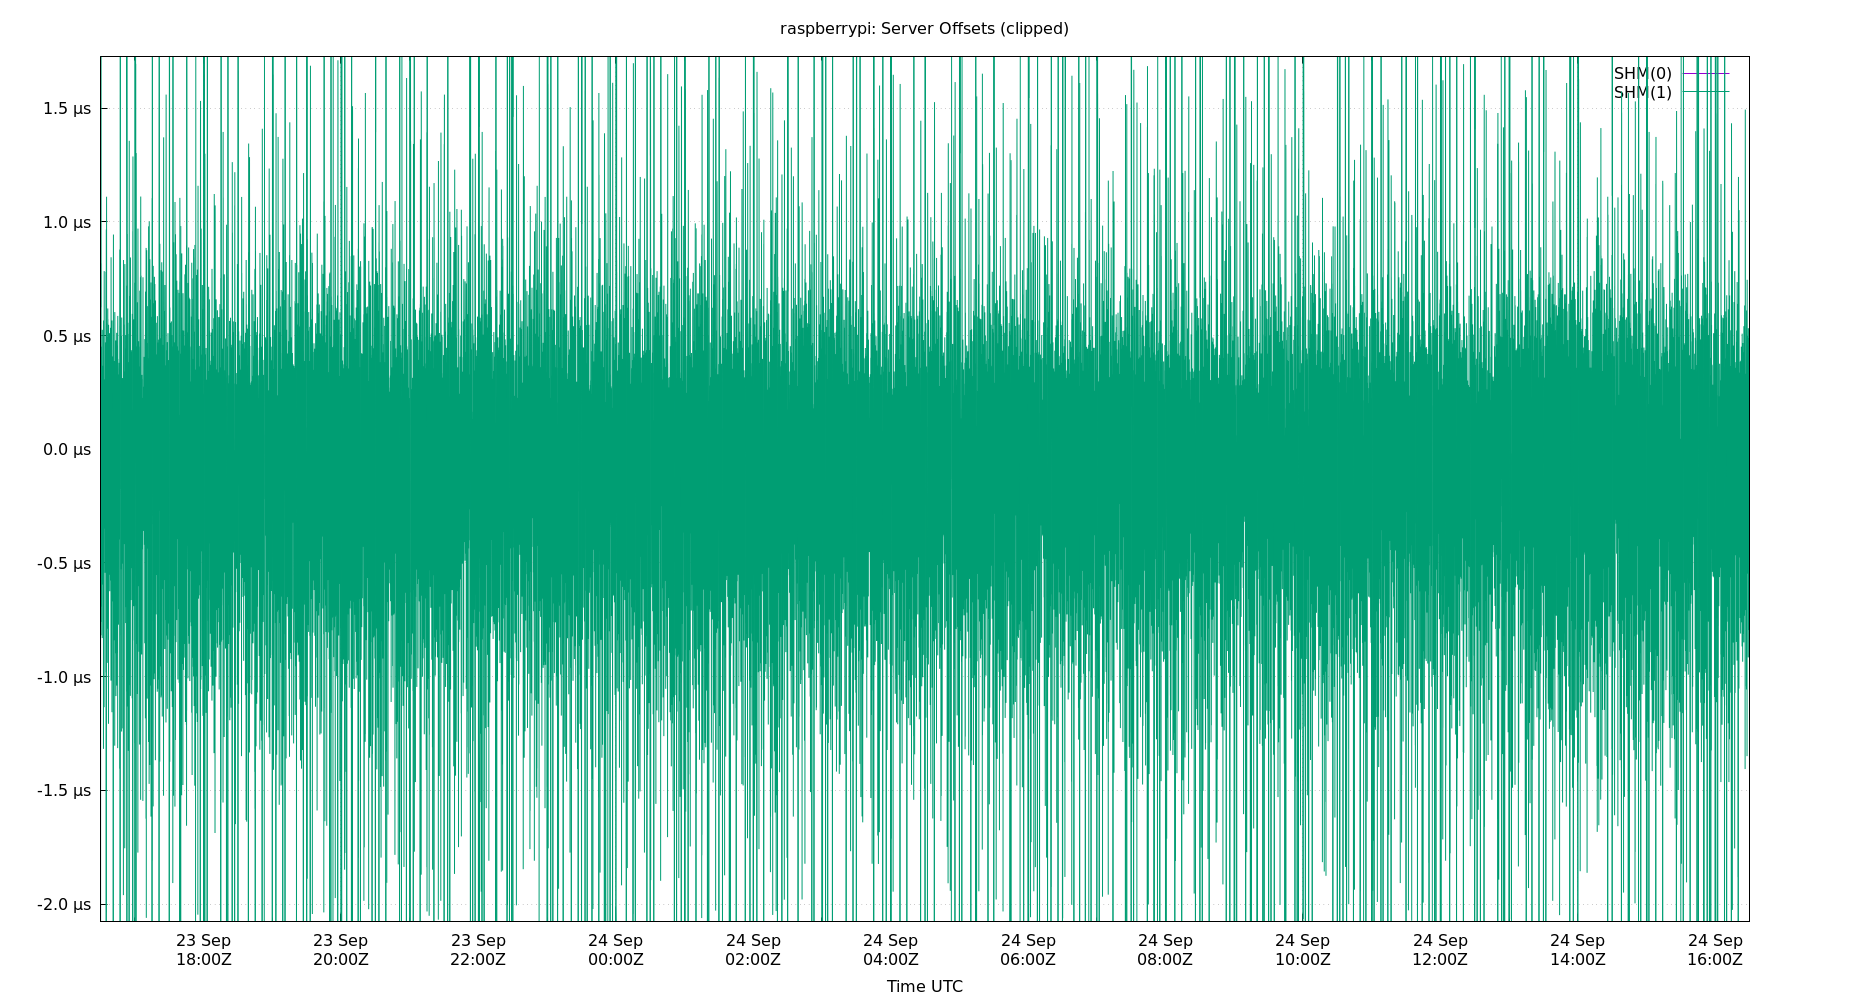 raspberrypi: Server Offsets (clipped)
SHM(0)
SHM(1)
1.5 µs
1.0 µs
0.5 µs
0.0 µs
-0.5 µs
-1.0 µs
-1.5 µs
-2.0 µs
23 Sep 23 Sep 23 Sep 24 Sep 24 Sep 24 Sep 24 Sep 24 Sep 24 Sep 24 Sep 24 Sep 24 Sep
18:00Z 20:00Z 22:00Z 00:00Z 02:00Z 04:00Z 06:00Z 08:00Z 10:00Z 12:00Z 14:00Z 16:00Z
Time UTC